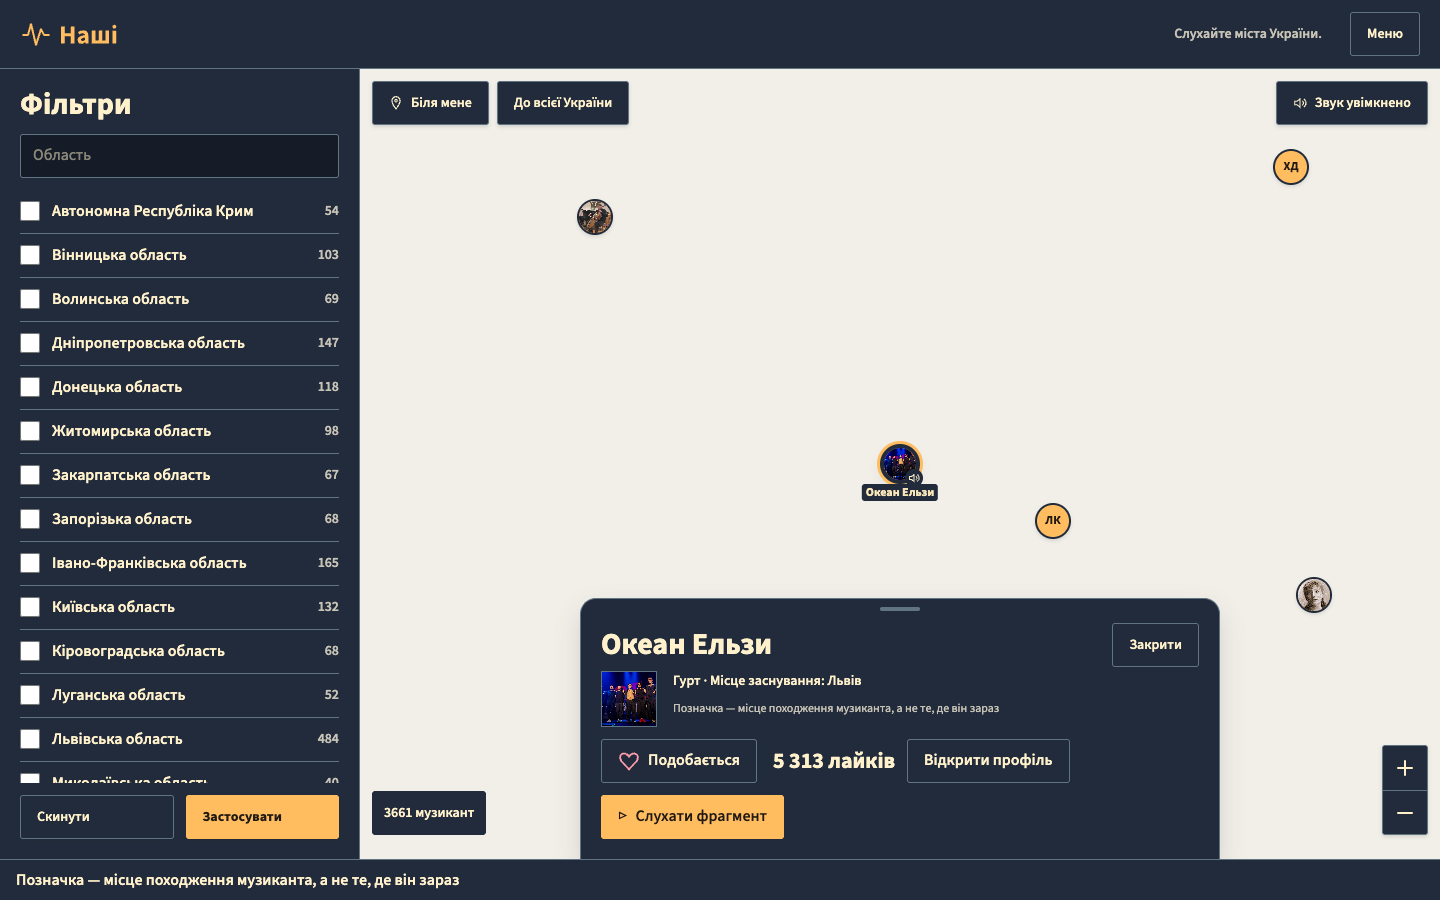 Наші
Слухайте міста України.
Меню
Фільтри
Область
Автономна Республіка Крим 54
Вінницька область 103
Волинська область 69
Дніпропетровська область 147
Донецька область 118
Житомирська область 98
Закарпатська область 67
Запорізька область 68
Івано-Франківська область 165
Київська область 132
Кіровоградська область 68
Луганська область 52
Львівська область 484
Миколаївська область 40
Скинути
Застосувати
Біля мене
До всієї України
Звук увімкнено
ХД
Океан Ельзи
ЛК
Океан Ельзи
Закрити
Гурт · Місце заснування: Львів
Позначка — місце походження музиканта, а не те, де він зараз
Подобається
5 313 лайків
Відкрити профіль
Слухати фрагмент
3661 музикант
+
−
Позначка — місце походження музиканта, а не те, де він зараз